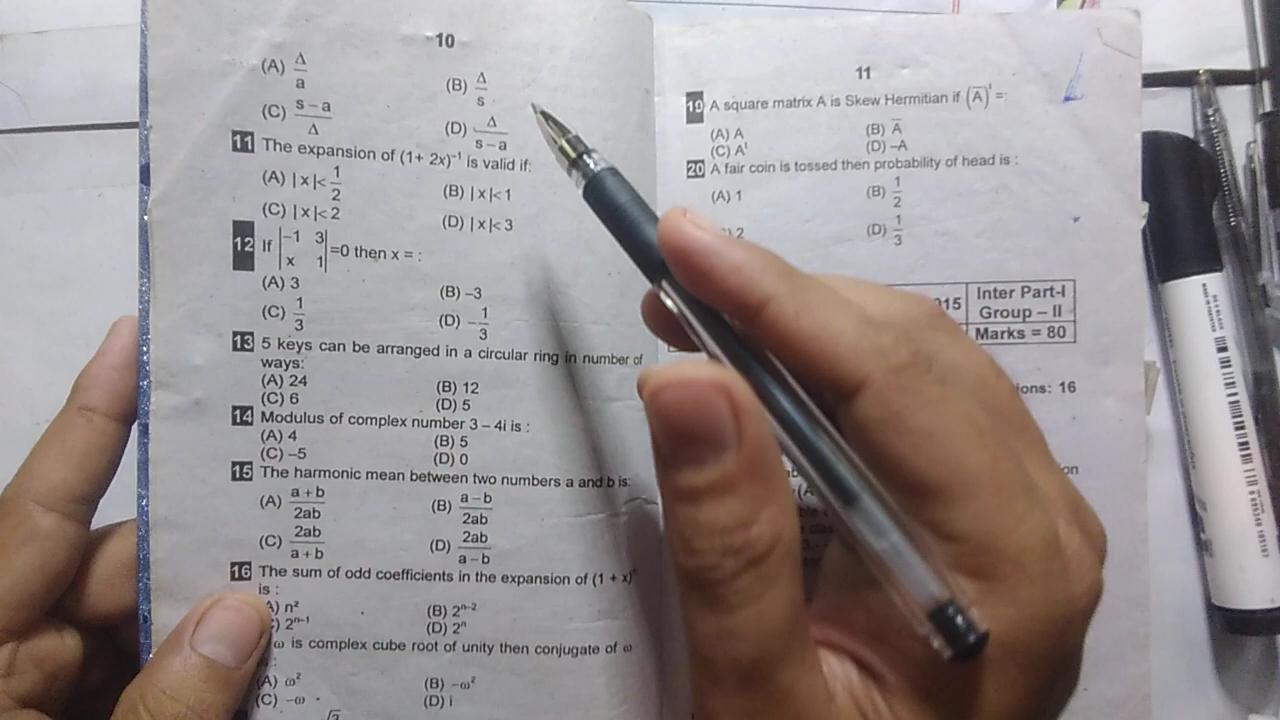 10
(A) Δ/a
(B) Δ/s
(C) s – a/Δ
(D) Δ/s – a
11 The expansion of (1+ 2x)⁻¹ is valid if:
(A) | x |< 1/2
(B) | x |< 1
(C) | x |< 2
(D) | x |< 3
12 If |–1 3|
|x 1| =0 then x = :
(A) 3
(B) –3
(C) 1/3
(D) –1/3
13 5 keys can be arranged in a circular ring in number of
ways:
(A) 24
(B) 12
(C) 6
(D) 5
14 Modulus of complex number 3 – 4i is :
(A) 4
(B) 5
(C) –5
(D) 0
15 The harmonic mean between two numbers a and b is:
(A) a + b/2ab
(B) a – b/2ab
(C) 2ab/a + b
(D) 2ab/a – b
16 The sum of odd coefficients in the expansion of (1 + x)ⁿ
is :
A) n²
(B) 2ⁿ⁻²
) 2ⁿ⁻¹
(D) 2ⁿ
ω is complex cube root of unity then conjugate of ω
:
(A) ω²
(B) –ω²
(C) –ω
(D) i
11
19 A square matrix A is Skew Hermitian if (A̅)ᵗ =:
(A) A
(B) A̅
(C) Aᵗ
(D) –A
20 A fair coin is tossed then probability of head is :
(A) 1
(B) 1/2
) 2
(D) 1/3
015
Inter Part-I
Group – II
Marks = 80
ions: 16